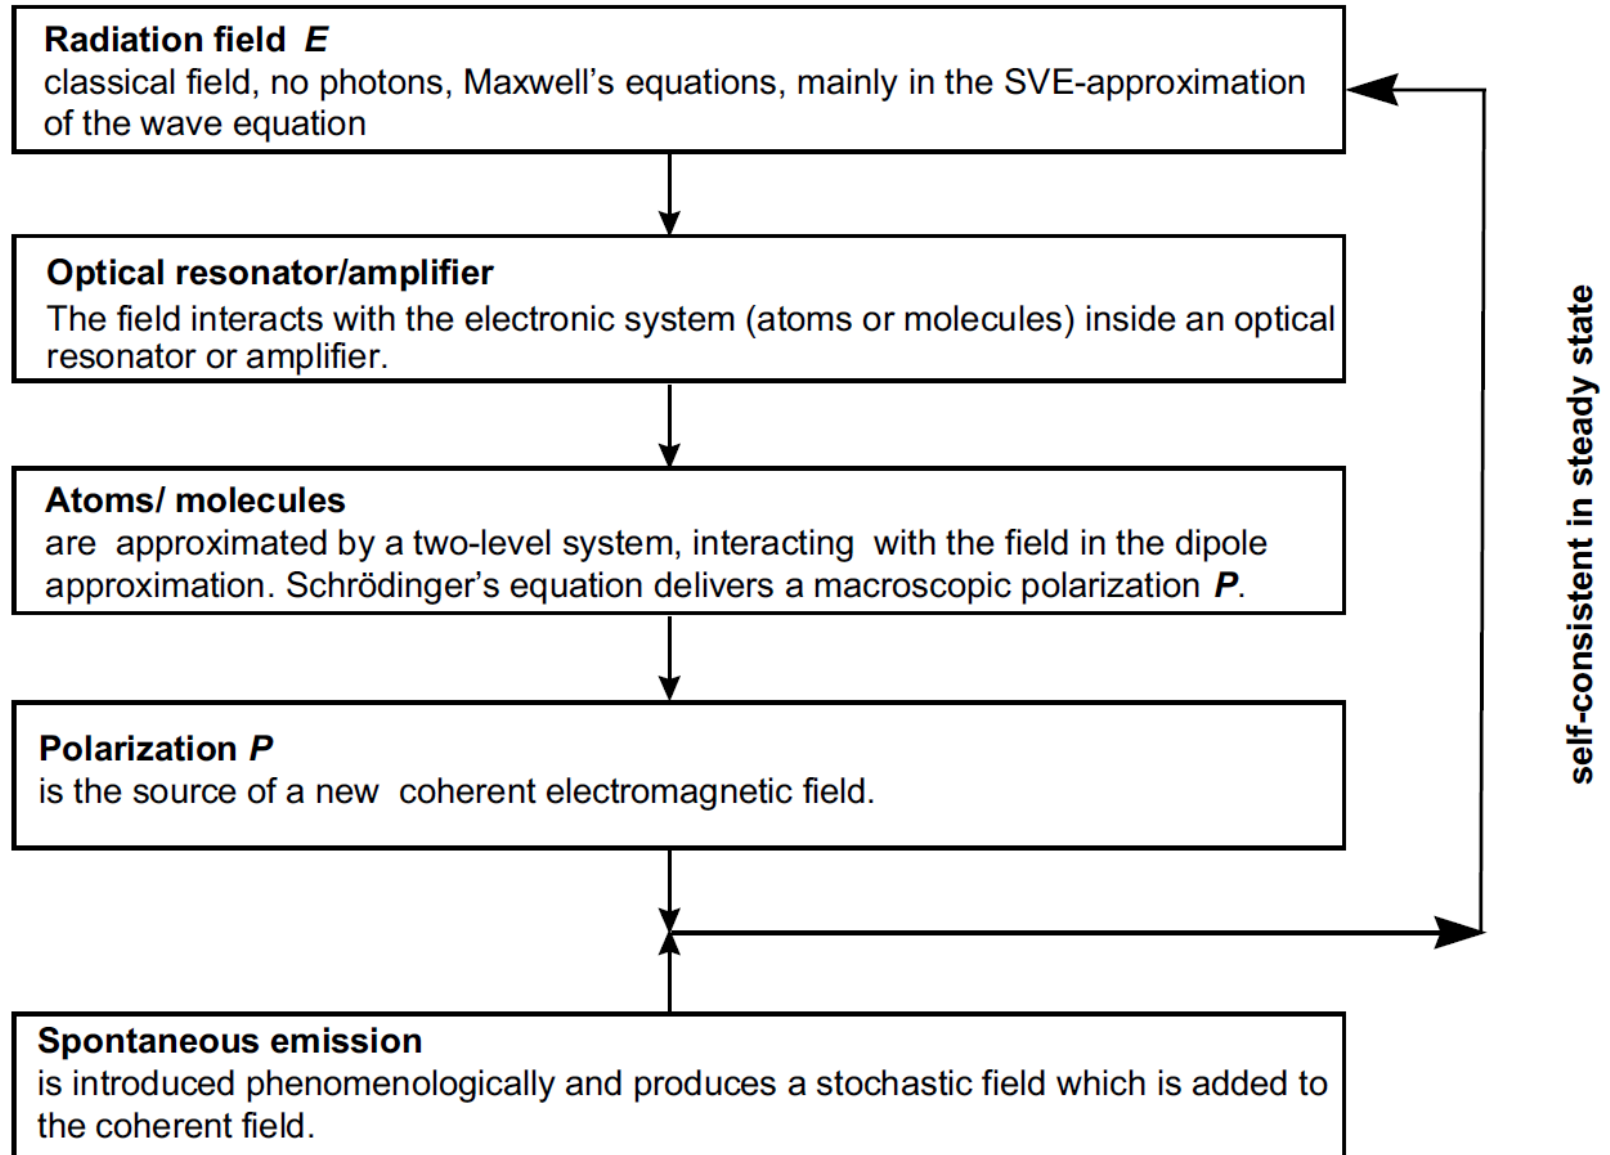 Radiation field E
classical field, no photons, Maxwell's equations, mainly in the SVE-approximation
of the wave equation
Optical resonator/amplifier
The field interacts with the electronic system (atoms or molecules) inside an optical
resonator or amplifier.
Atoms/ molecules
are approximated by a two-level system, interacting with the field in the dipole
approximation. Schrödinger's equation delivers a macroscopic polarization P.
Polarization P
is the source of a new coherent electromagnetic field.
Spontaneous emission
is introduced phenomenologically and produces a stochastic field which is added to
the coherent field.
self-consistent in steady state